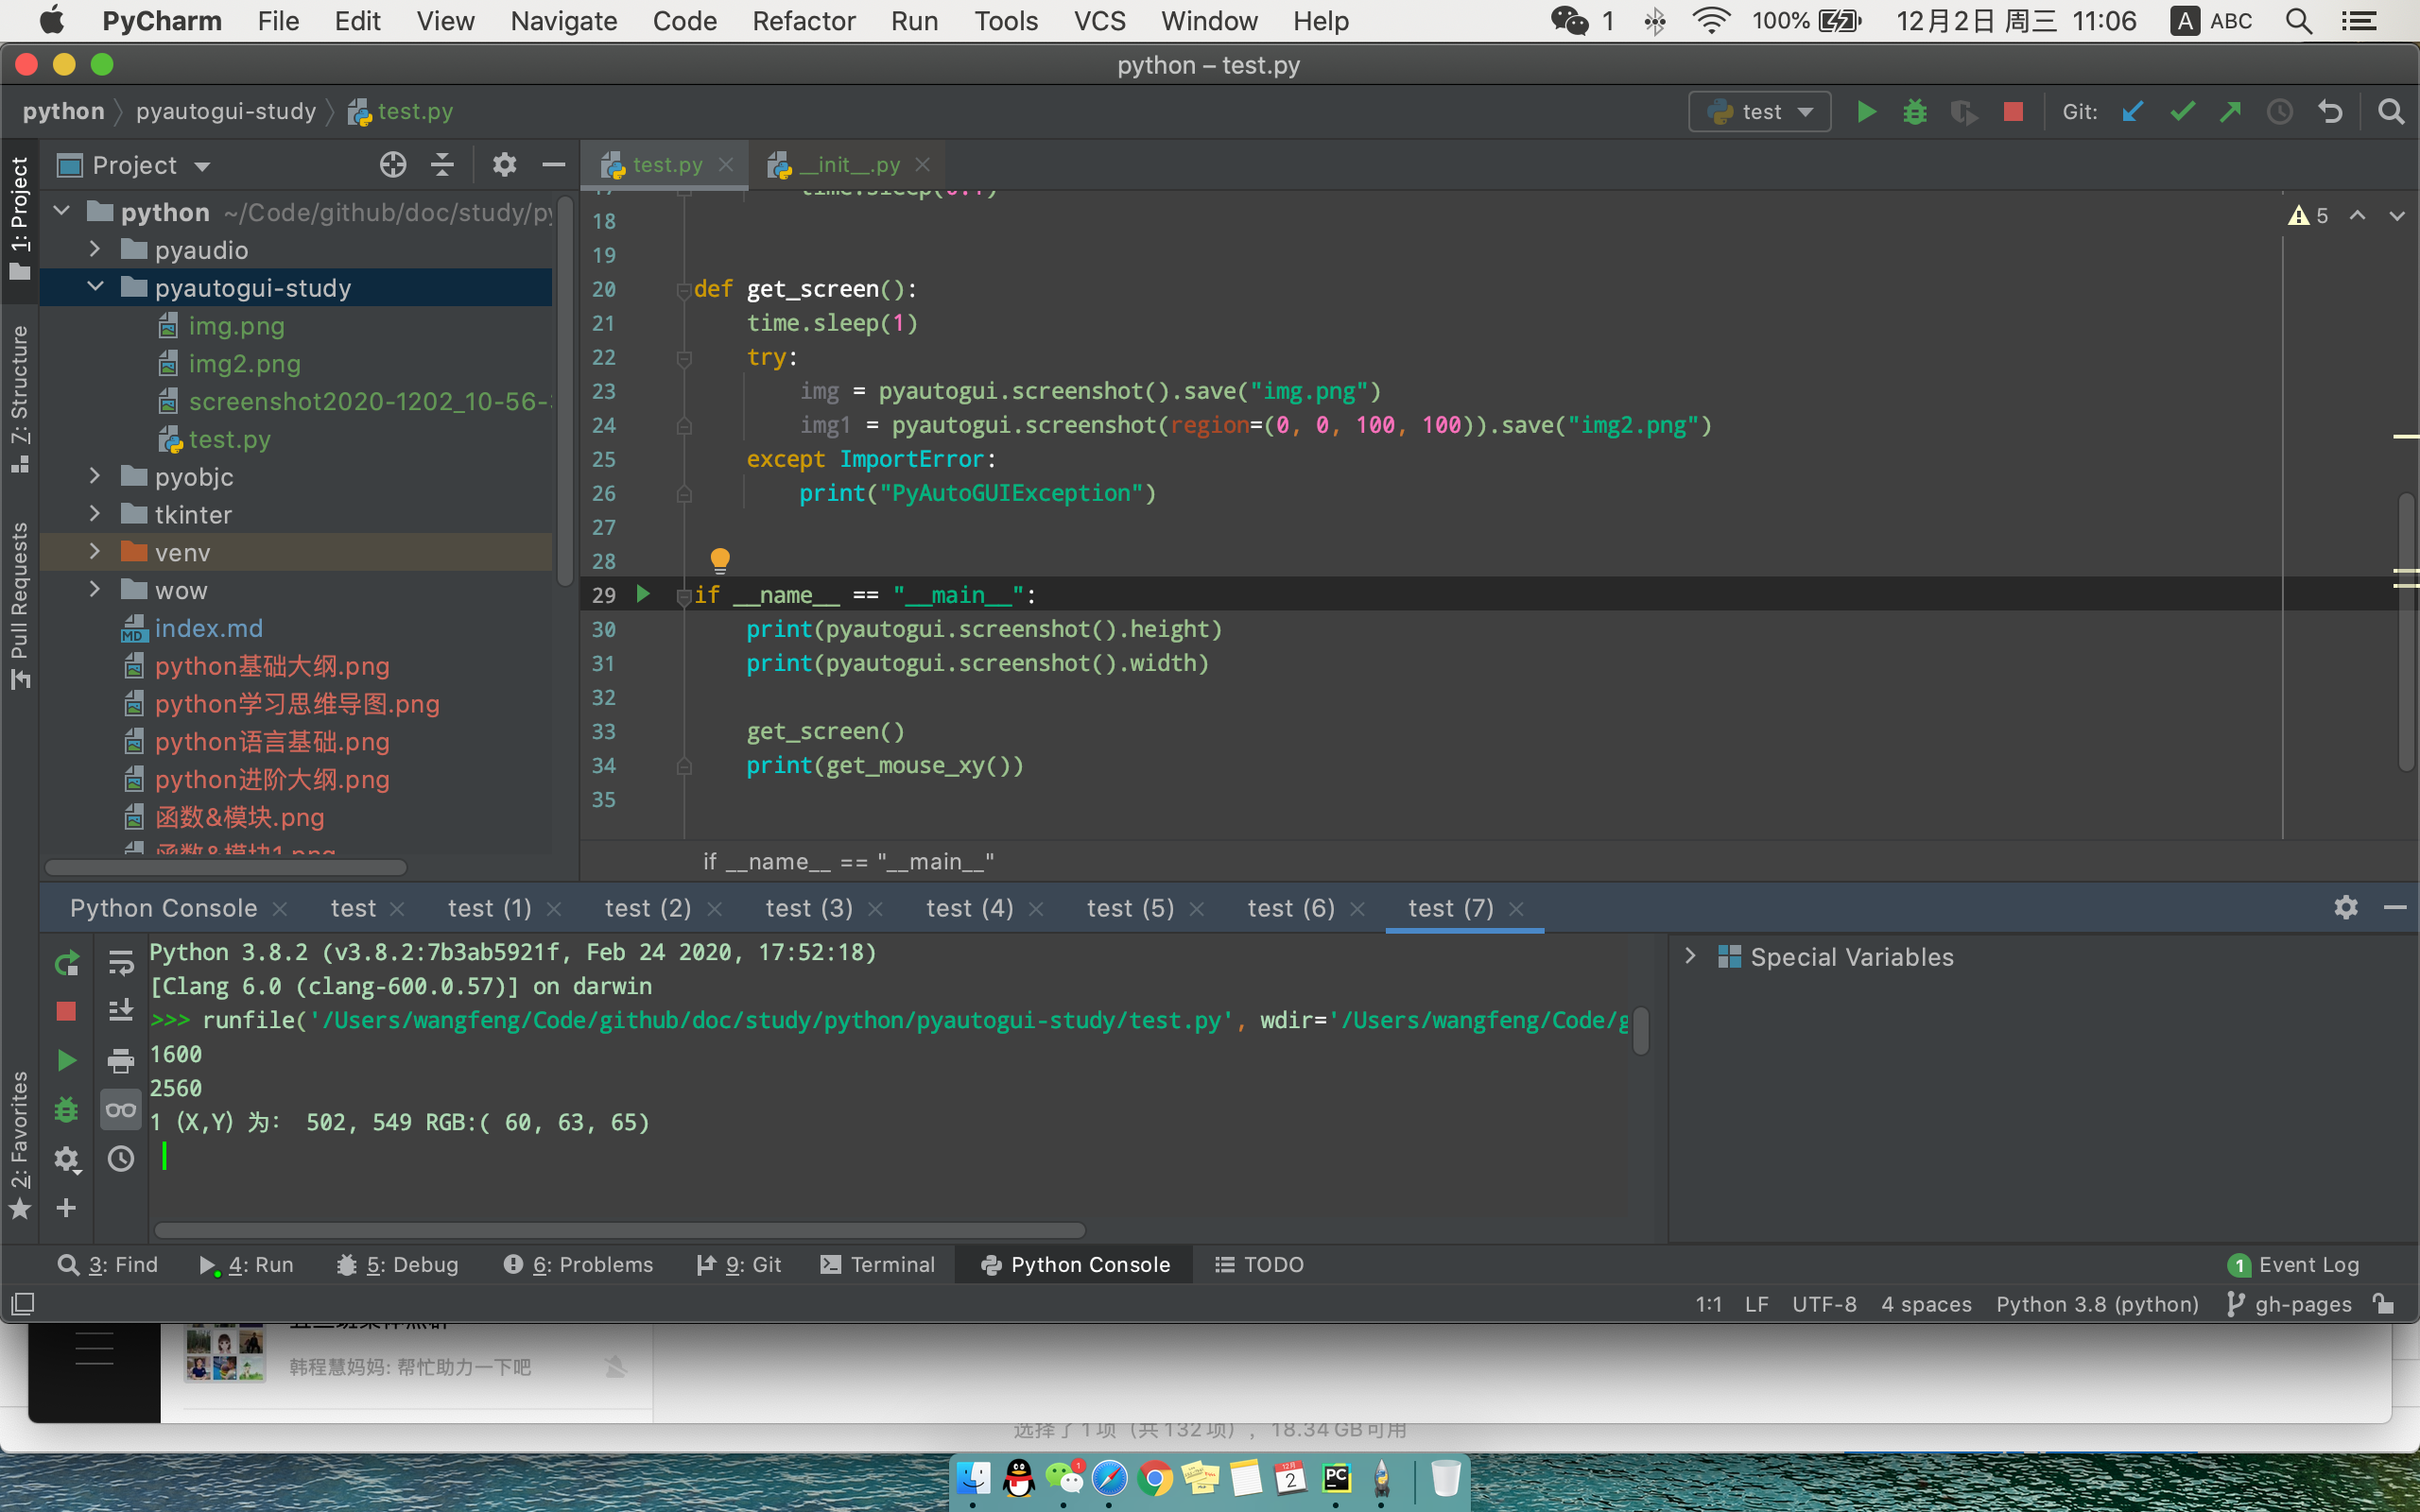 PyCharm File Edit View Navigate Code Refactor Run Tools VCS Window Help 1 100% 12月2日 周三 11:06 A ABC
python – test.py
python pyautogui-study test.py test Git:
1: Project
7: Structure
Pull Requests
2: Favorites
Project
python ~/Code/github/doc/study/py
pyaudio
pyautogui-study
img.png
img2.png
screenshot2020-1202_10-56-
test.py
pyobjc
tkinter
venv
wow
index.md
python基础大纲.png
python学习思维导图.png
python语言基础.png
python进阶大纲.png
函数&模块.png
函数&模块1.png
test.py __init__.py
5
17 time.sleep(0.1)
18
19
20 def get_screen():
21 time.sleep(1)
22 try:
23 img = pyautogui.screenshot().save("img.png")
24 img1 = pyautogui.screenshot(region=(0, 0, 100, 100)).save("img2.png")
25 except ImportError:
26 print("PyAutoGUIException")
27
28
29 if __name__ == "__main__":
30 print(pyautogui.screenshot().height)
31 print(pyautogui.screenshot().width)
32
33 get_screen()
34 print(get_mouse_xy())
35
if __name__ == "__main__"
Python Console test test (1) test (2) test (3) test (4) test (5) test (6) test (7)
Python 3.8.2 (v3.8.2:7b3ab5921f, Feb 24 2020, 17:52:18)
[Clang 6.0 (clang-600.0.57)] on darwin
>>> runfile('/Users/wangfeng/Code/github/doc/study/python/pyautogui-study/test.py', wdir='/Users/wangfeng/Code/g
1600
2560
1（X,Y）为： 502, 549 RGB:( 60, 63, 65)
Special Variables
3: Find 4: Run 5: Debug 6: Problems 9: Git Terminal Python Console TODO 1 Event Log
1:1 LF UTF-8 4 spaces Python 3.8 (python) gh-pages
韩程慧妈妈: 帮忙助力一下吧
选择了1项（共132项），18.34 GB可用
1
12月
2
PC